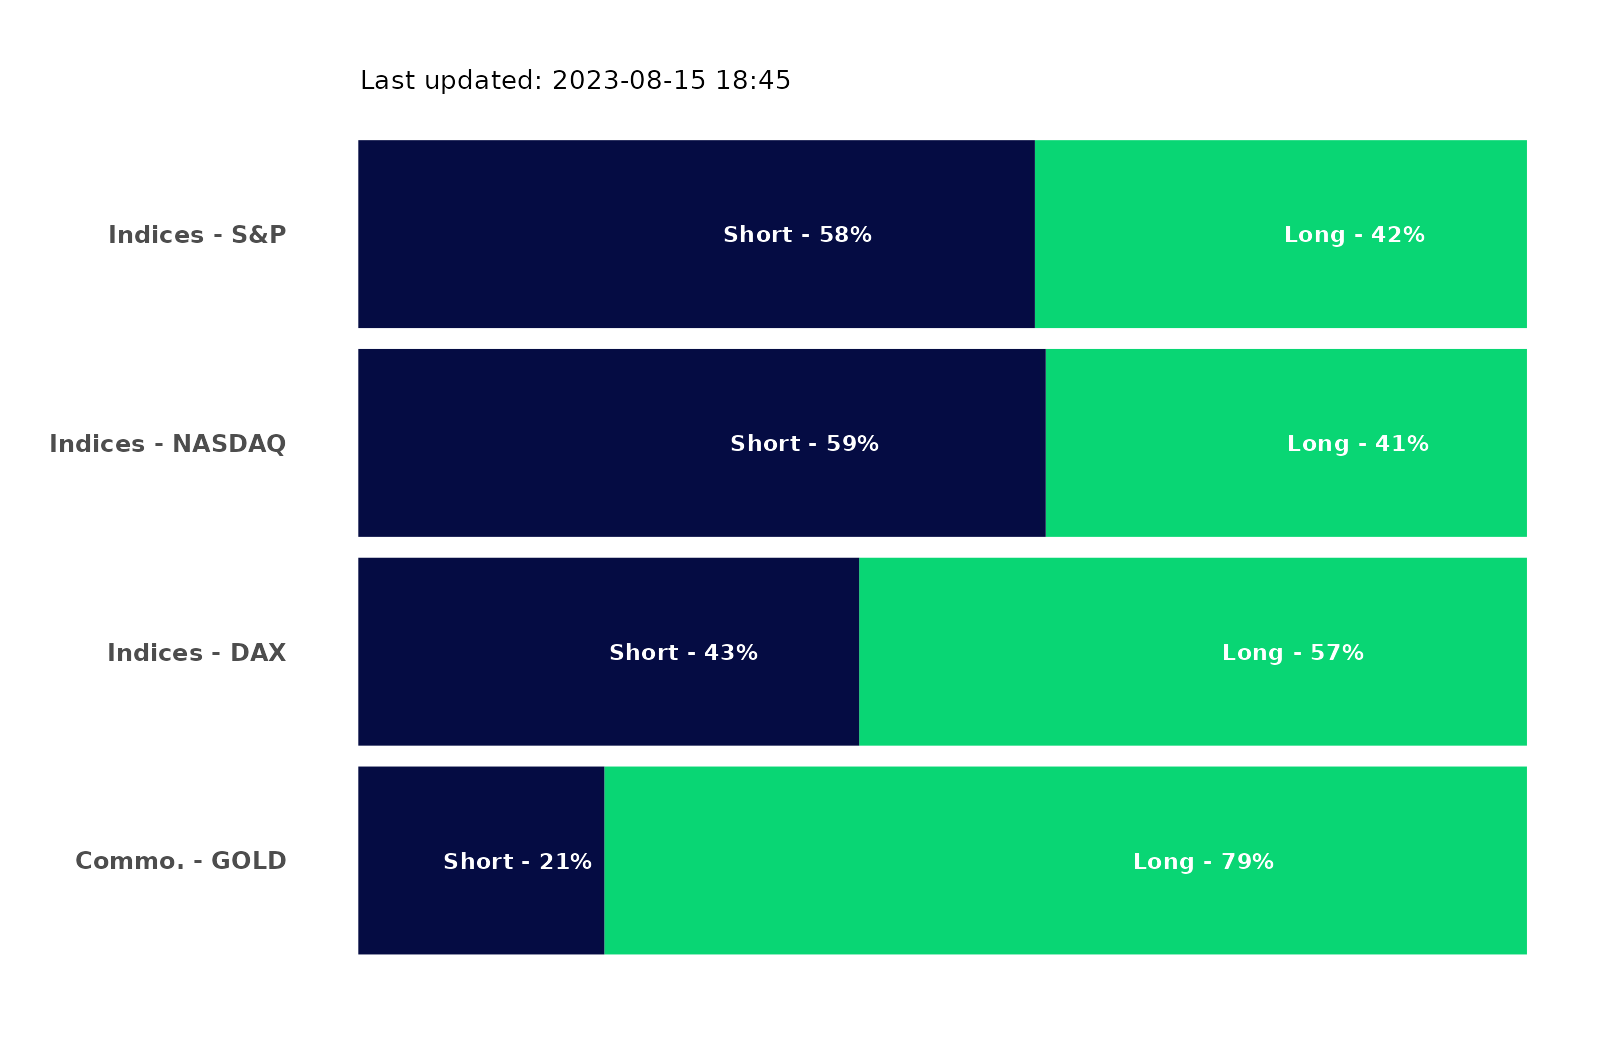 Last updated: 2023-08-15 18:45
Indices - S&P Short - 58% Long - 42%
Indices - NASDAQ Short - 59% Long - 41%
Indices - DAX Short - 43% Long - 57%
Commo. - GOLD Short - 21% Long - 79%